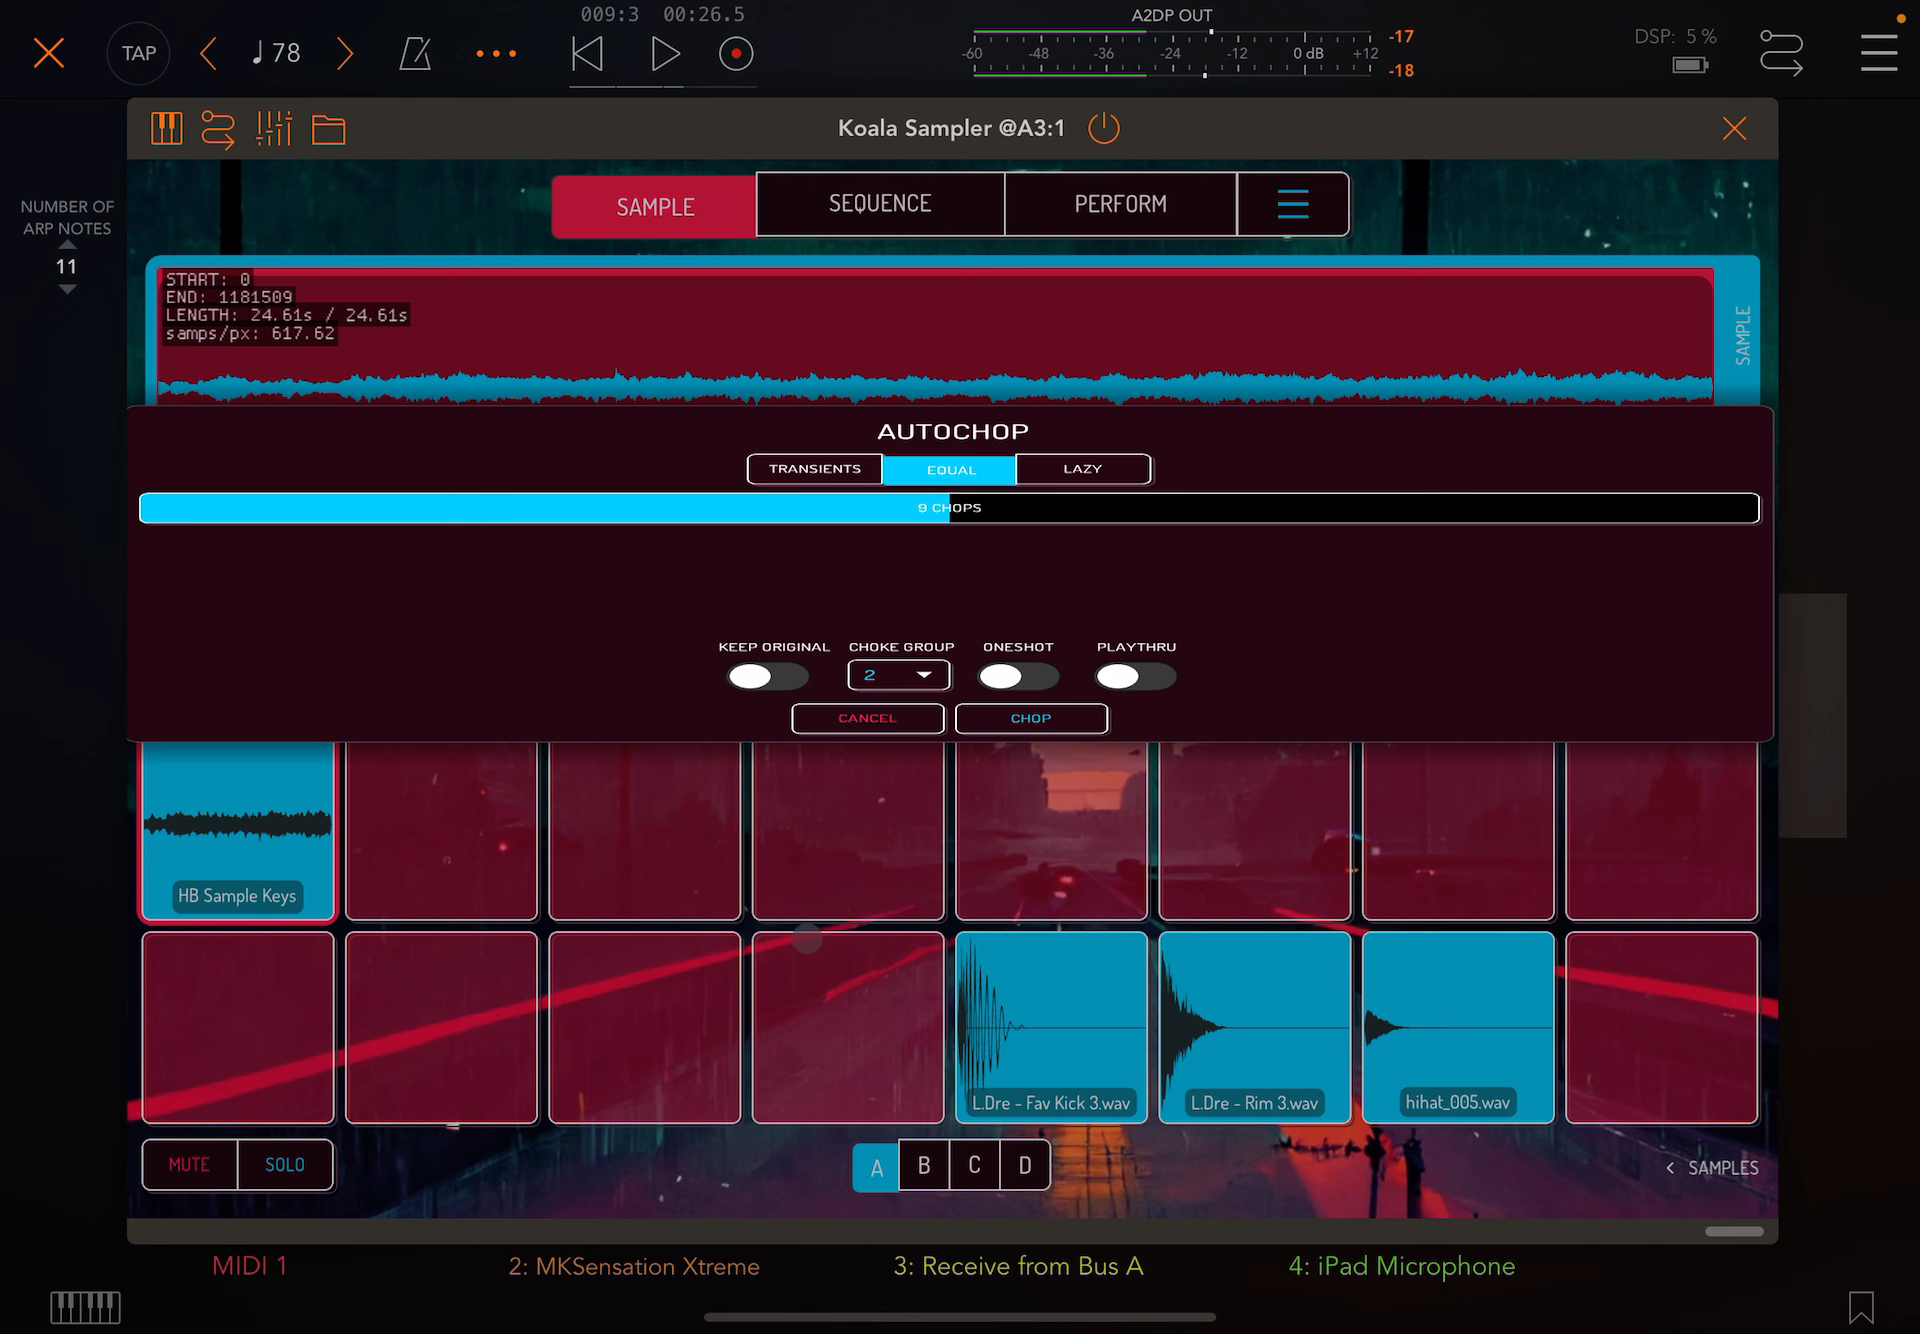 009:3 00:26.5
A2DP OUT
TAP
78
-60 -48 -36 -24 -12 0 dB +12
-17
-18
DSP: 5 %
Koala Sampler @A3:1
NUMBER OF
ARP NOTES
11
SAMPLE SEQUENCE PERFORM
START: 0
END: 1181509
LENGTH: 24.61s / 24.61s
samps/px: 617.62
SAMPLE
AUTOCHOP
TRANSIENTS EQUAL LAZY
9 CHOPS
KEEP ORIGINAL CHOKE GROUP ONESHOT PLAYTHRU
2
CANCEL CHOP
HB Sample Keys
L.Dre - Fav Kick 3.wav L.Dre - Rim 3.wav hihat_005.wav
MUTE SOLO
A B C D
< SAMPLES
MIDI 1 2: MKSensation Xtreme 3: Receive from Bus A 4: iPad Microphone